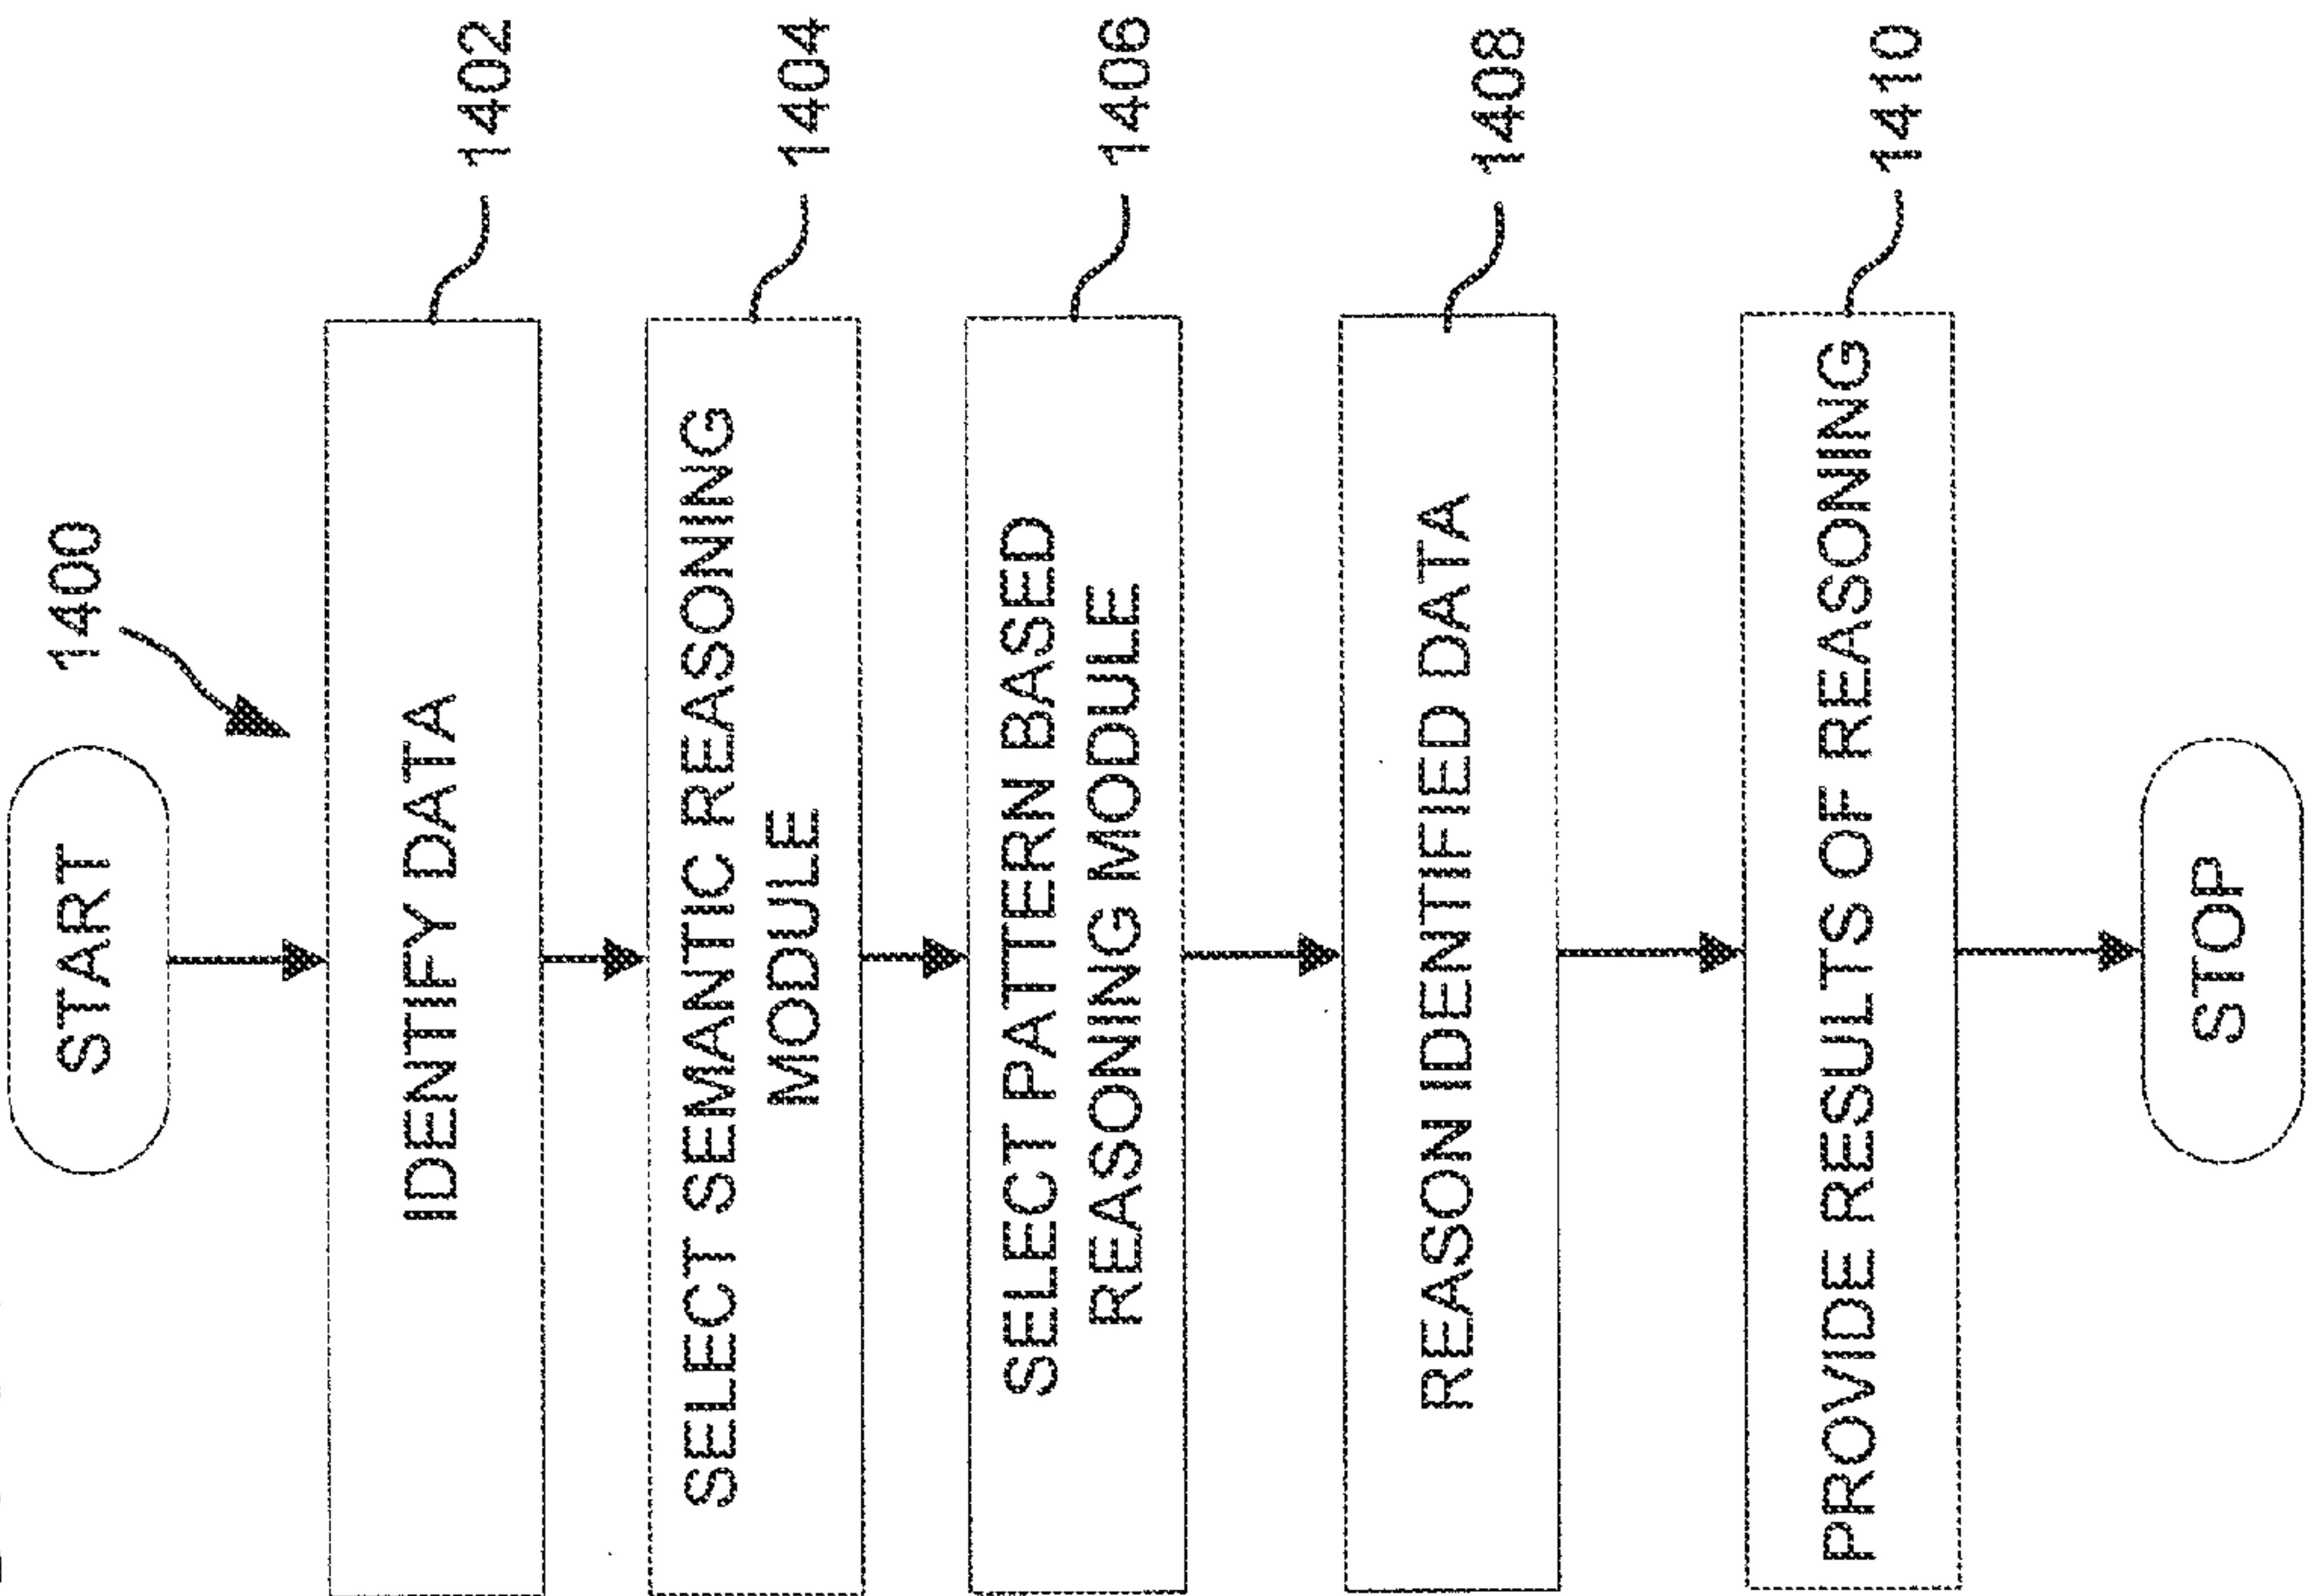 START
1400
IDENTIFY DATA
1402
SELECT SEMANTIC REASONING
MODULE
1404
SELECT PATTERN BASED
REASONING MODULE
1406
REASON IDENTIFIED DATA
1408
PROVIDE RESULTS OF REASONING
1410
STOP